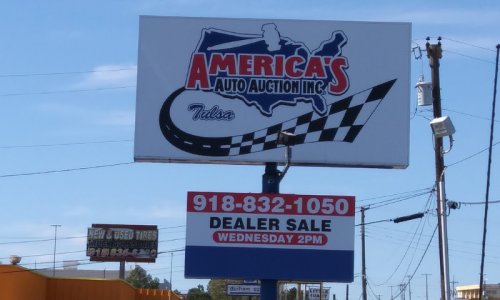 AMERICA'S
AUTO AUCTION INC
Tulsa
918-832-1050
DEALER SALE
WEDNESDAY 2PM
NEW & USED TIRES